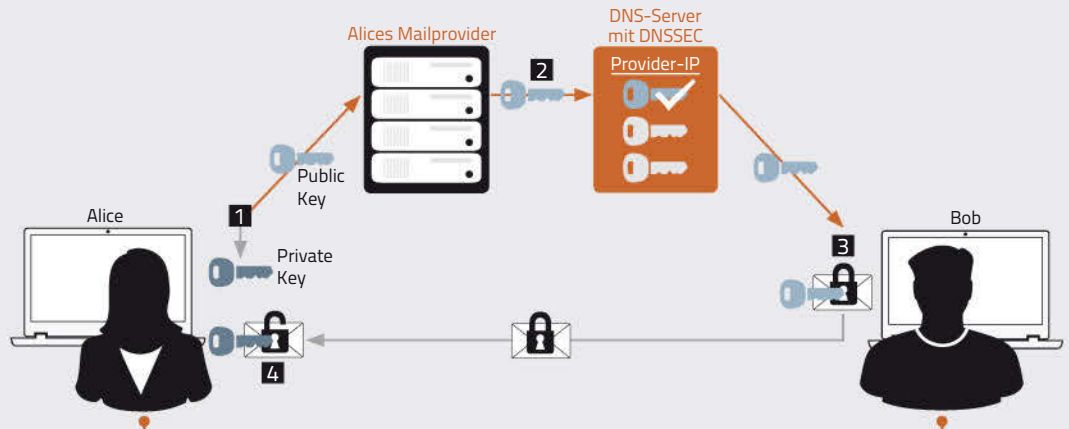 Alices Mailprovider
DNS-Server
mit DNSSEC
Provider-IP
2
Public
Key
1
Alice
Private
Key
Bob
3
4